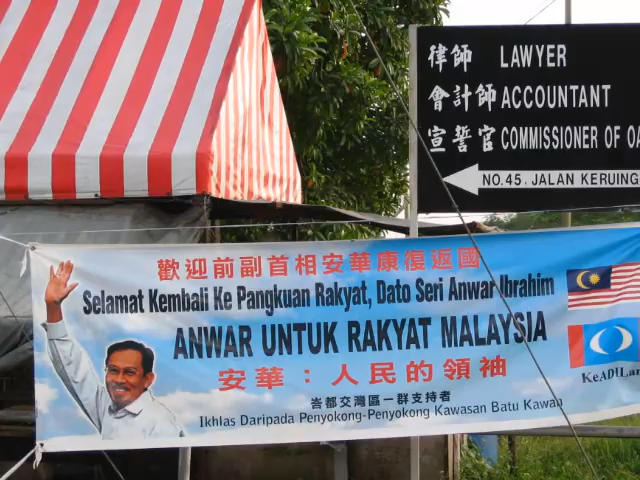 律師 LAWYER
會計師 ACCOUNTANT
宣誓官 COMMISSIONER OF
NO.45. JALAN KERUING
歡迎前副首相安華康復返國
Selamat Kembali Ke Pangkuan Rakyat, Dato Seri Anwar Ibrahim
ANWAR UNTUK RAKYAT MALAYSIA
安華：人民的領袖
峇都交灣區一群支持者
Ikhlas Daripada Penyokong-Penyokong Kawasan Batu Kawan